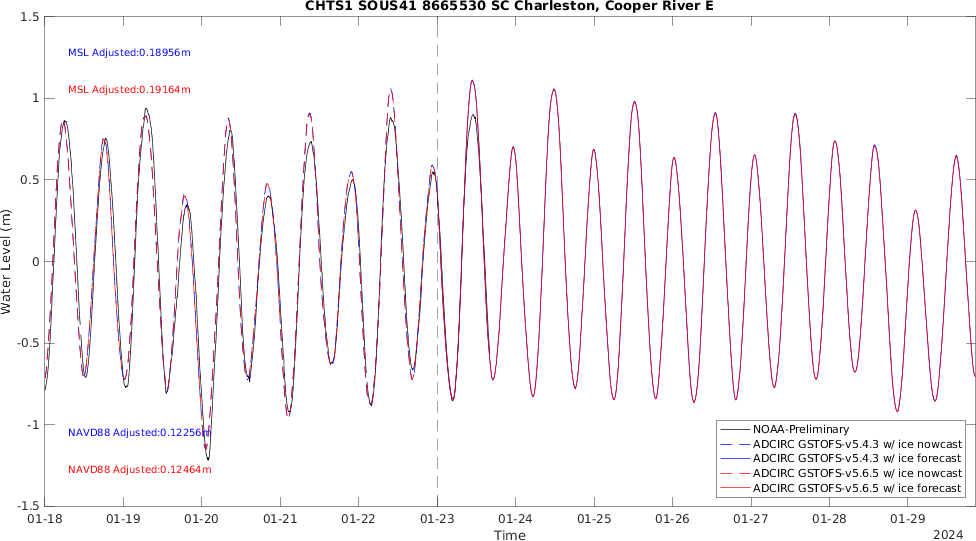 CHTS1 SOUS41 8665530 SC Charleston, Cooper River E
1.5
1
0.5
0
-0.5
-1
-1.5
Water Level (m)
MSL Adjusted:0.18956m
MSL Adjusted:0.19164m
NAVD88 Adjusted:0.12256m
NAVD88 Adjusted:0.12464m
NOAA-Preliminary
ADCIRC GSTOFS-v5.4.3 w/ ice nowcast
ADCIRC GSTOFS-v5.4.3 w/ ice forecast
ADCIRC GSTOFS-v5.6.5 w/ ice nowcast
ADCIRC GSTOFS-v5.6.5 w/ ice forecast
01-18 01-19 01-20 01-21 01-22 01-23 01-24 01-25 01-26 01-27 01-28 01-29
Time
2024